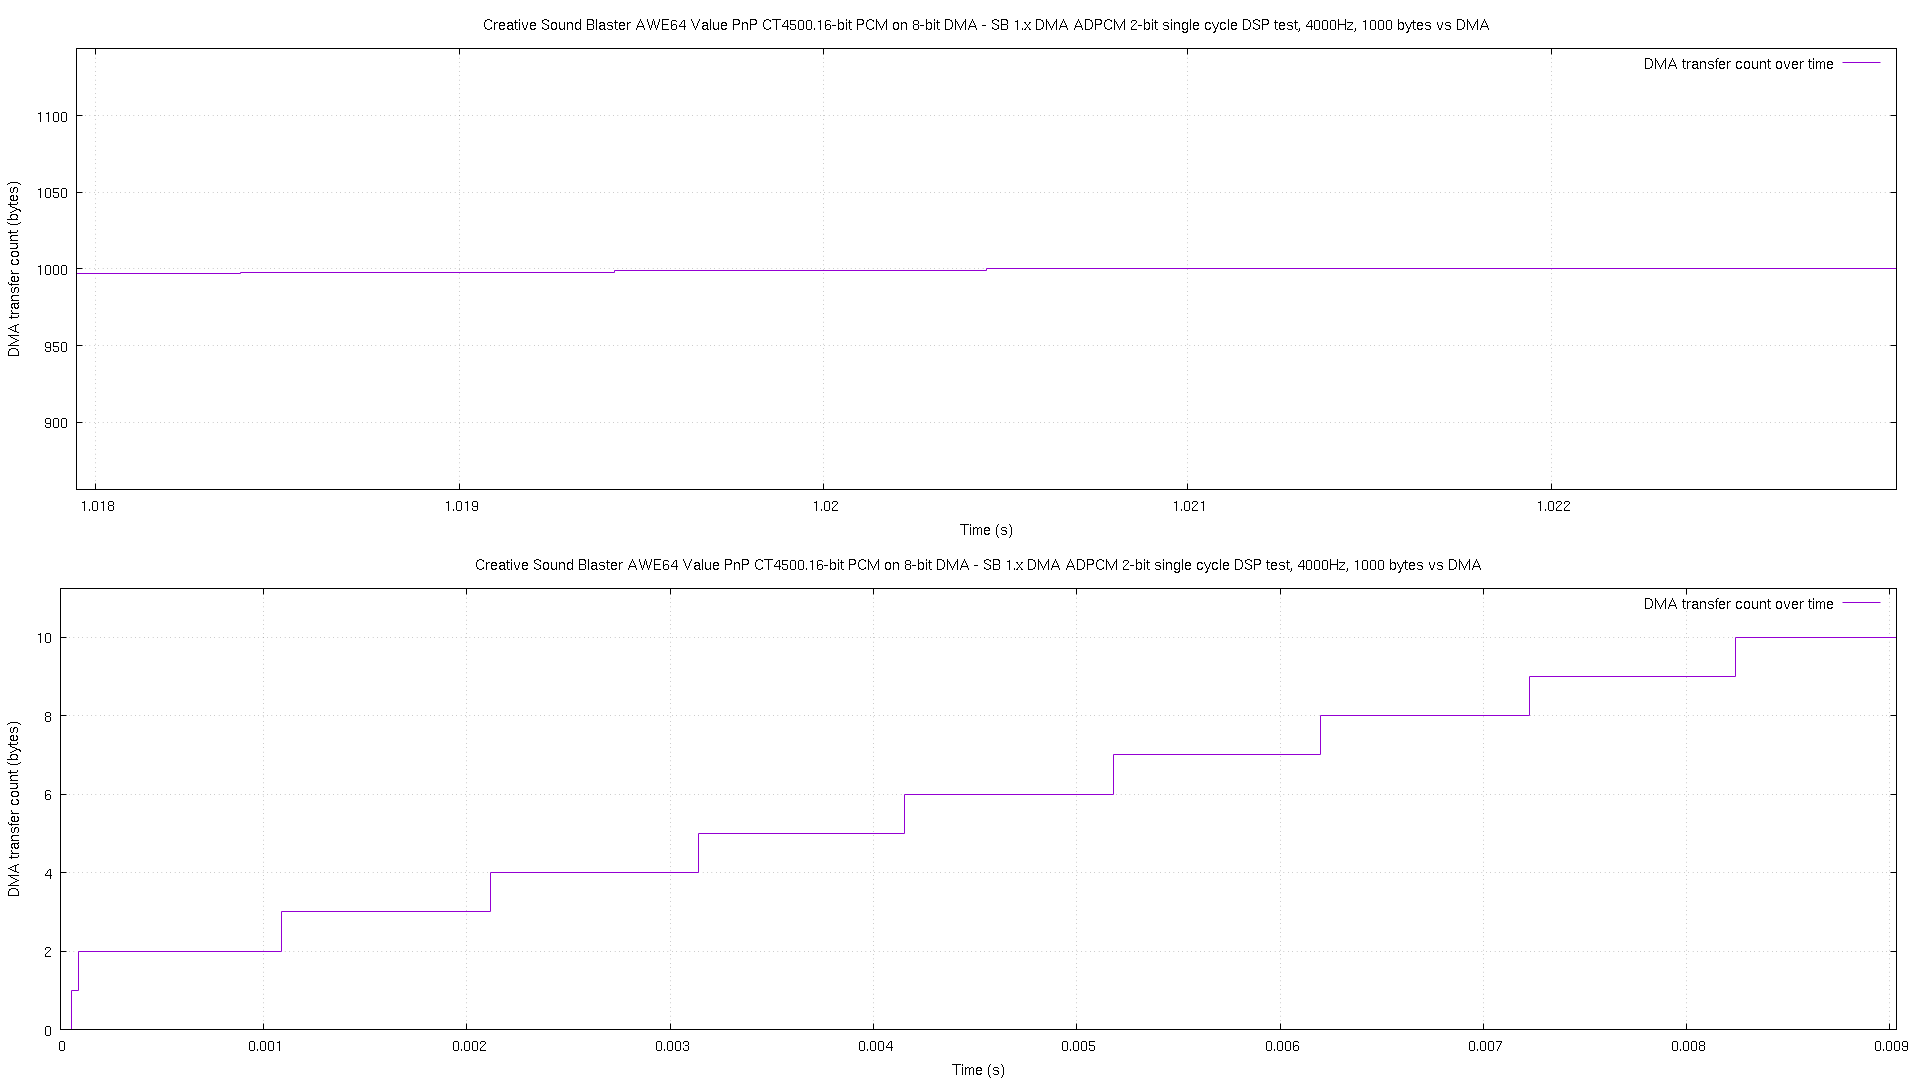 Creative Sound Blaster AWE64 Value PnP CT4500.16-bit PCM on 8-bit DMA - SB 1.x DMA ADPCM 2-bit single cycle DSP test, 4000Hz, 1000 bytes vs DMA
DMA transfer count over time
1100
1050
1000
950
900
DMA transfer count (bytes)
1.018 1.019 1.02 1.021 1.022
Time (s)
Creative Sound Blaster AWE64 Value PnP CT4500.16-bit PCM on 8-bit DMA - SB 1.x DMA ADPCM 2-bit single cycle DSP test, 4000Hz, 1000 bytes vs DMA
DMA transfer count over time
10
8
6
4
2
0
DMA transfer count (bytes)
0 0.001 0.002 0.003 0.004 0.005 0.006 0.007 0.008 0.009
Time (s)